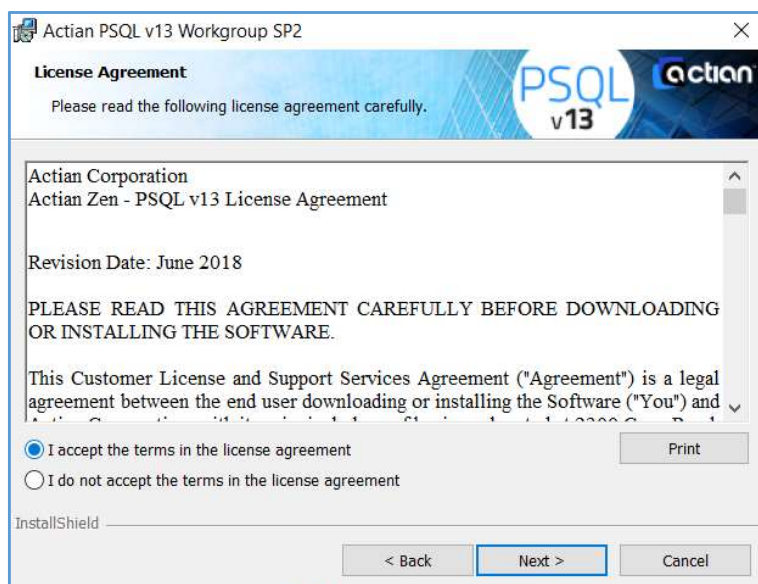 Actian PSQL v13 Workgroup SP2
License Agreement
Please read the following license agreement carefully.
PSQL
v13
actian
Actian Corporation
Actian Zen - PSQL v13 License Agreement
Revision Date: June 2018
PLEASE READ THIS AGREEMENT CAREFULLY BEFORE DOWNLOADING
OR INSTALLING THE SOFTWARE.
This Customer License and Support Services Agreement ("Agreement") is a legal
agreement between the end user downloading or installing the Software ("You") and
I accept the terms in the license agreement
Print
I do not accept the terms in the license agreement
InstallShield
< Back
Next >
Cancel